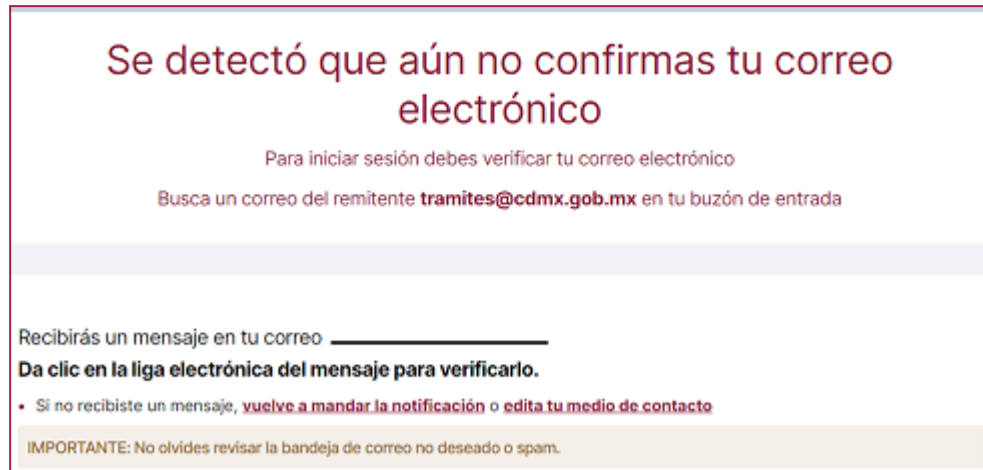 Se detectó que aún no confirmas tu correo
electrónico
Para iniciar sesión debes verificar tu correo electrónico
Busca un correo del remitente tramites@cdmx.gob.mx en tu buzón de entrada
Recibirás un mensaje en tu correo
Da clic en la liga electrónica del mensaje para verificarlo.
• Si no recibiste un mensaje, vuelve a mandar la notificación o edita tu medio de contacto
IMPORTANTE: No olvides revisar la bandeja de correo no deseado o spam.